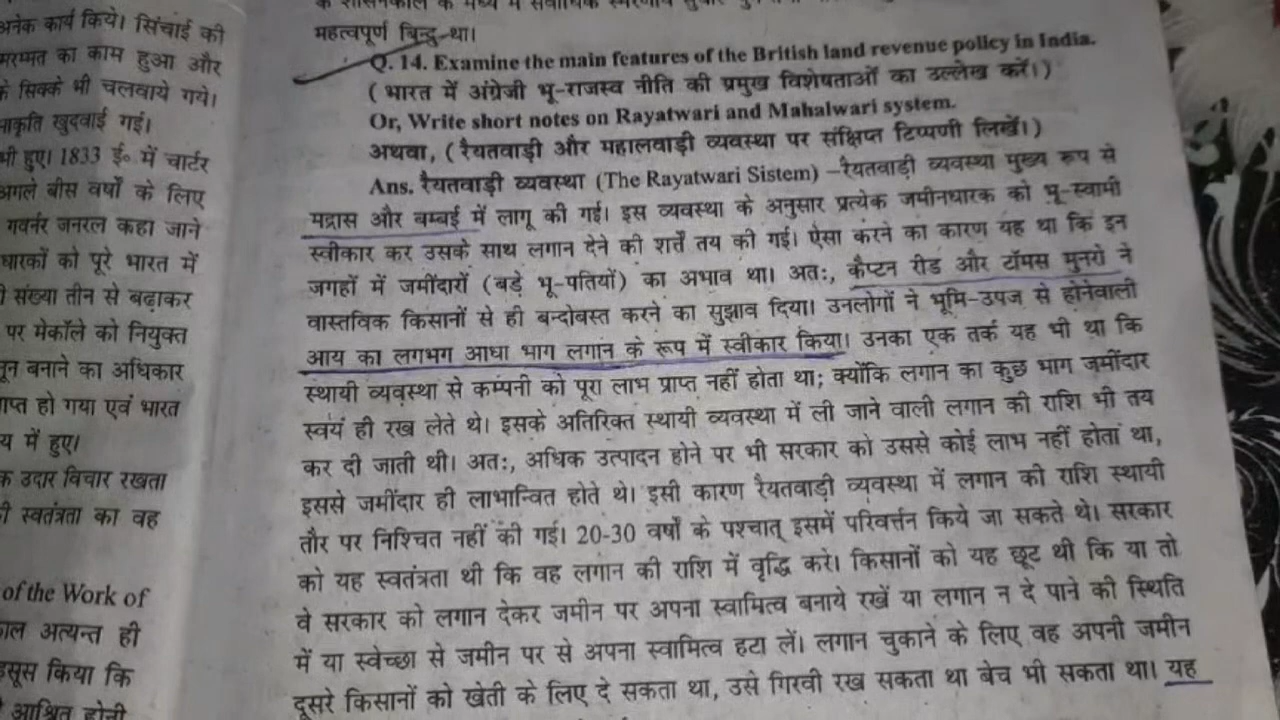 अनेक कार्य किये। सिंचाई की
मरम्मत का काम हुआ और
के सिक्के भी चलवाये गये।
खुदवाई गई।
भी हुए। 1833 ई० में चार्टर
अगले बीस वर्षों के लिए
गवर्नर जनरल कहा जाने
धारकों को पूरे भारत में
संख्या तीन से बढ़ाकर
पर मेकॉले को नियुक्त
बनाने का अधिकार
हो गया एवं भारत
में हुए।
उदार विचार रखता
स्वतंत्रता का वह
of the Work of
अत्यन्त ही
किया कि
आश्रित होनी
के शासनकाल के मध्य में सर्वाधिक स्मरणीय सुधार
महत्वपूर्ण बिन्दु था।
Q. 14. Examine the main features of the British land revenue policy in India.
( भारत में अंग्रेजी भू-राजस्व नीति की प्रमुख विशेषताओं का उल्लेख करें।)
Or, Write short notes on Rayatwari and Mahalwari system.
अथवा, ( रैयतवाड़ी और महालवाड़ी व्यवस्था पर संक्षिप्त टिप्पणी लिखें।)
Ans. रैयतवाड़ी व्यवस्था (The Rayatwari Sistem) –रैयतवाड़ी व्यवस्था मुख्य रूप से
मद्रास और बम्बई में लागू की गई। इस व्यवस्था के अनुसार प्रत्येक जमीनधारक को भू-स्वामी
स्वीकार कर उसके साथ लगान देने की शर्त्तें तय की गई। ऐसा करने का कारण यह था कि इन
जगहों में जमींदारों (बड़े भू-पतियों) का अभाव था। अतः, कैप्टन रीड और टॉमस मुनरो ने
वास्तविक किसानों से ही बन्दोबस्त करने का सुझाव दिया। उनलोगों ने भूमि-उपज से होनेवाली
आय का लगभग आधा भाग लगान के रूप में स्वीकार किया। उनका एक तर्क यह भी था कि
स्थायी व्यवस्था से कम्पनी को पूरा लाभ प्राप्त नहीं होता था; क्योंकि लगान का कुछ भाग जमींदार
स्वयं ही रख लेते थे। इसके अतिरिक्त स्थायी व्यवस्था में ली जाने वाली लगान की राशि भी तय
कर दी जाती थी। अतः, अधिक उत्पादन होने पर भी सरकार को उससे कोई लाभ नहीं होता था,
इससे जमींदार ही लाभान्वित होते थे। इसी कारण रैयतवाड़ी व्यवस्था में लगान की राशि स्थायी
तौर पर निश्चित नहीं की गई। 20-30 वर्षों के पश्चात् इसमें परिवर्त्तन किये जा सकते थे। सरकार
को यह स्वतंत्रता थी कि वह लगान की राशि में वृद्धि करे। किसानों को यह छूट थी कि या तो
वे सरकार को लगान देकर जमीन पर अपना स्वामित्व बनाये रखें या लगान न दे पाने की स्थिति
में या स्वेच्छा से जमीन पर से अपना स्वामित्व हटा लें। लगान चुकाने के लिए वह अपनी जमीन
दूसरे किसानों को खेती के लिए दे सकता था, उसे गिरवी रख सकता था बेच भी सकता था। यह